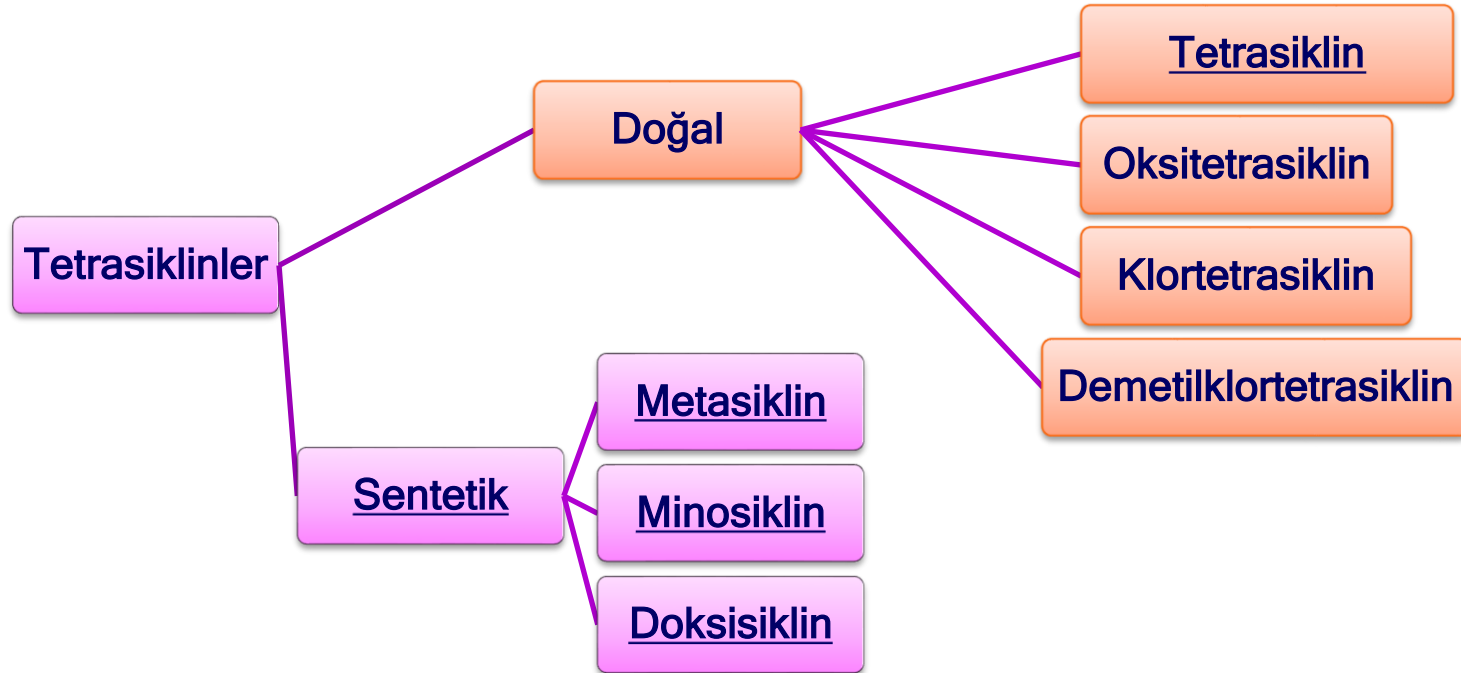 Tetrasiklinler
Doğal
Tetrasiklin
Oksitetrasiklin
Klortetrasiklin
Demetilklortetrasiklin
Sentetik
Metasiklin
Minosiklin
Doksisiklin